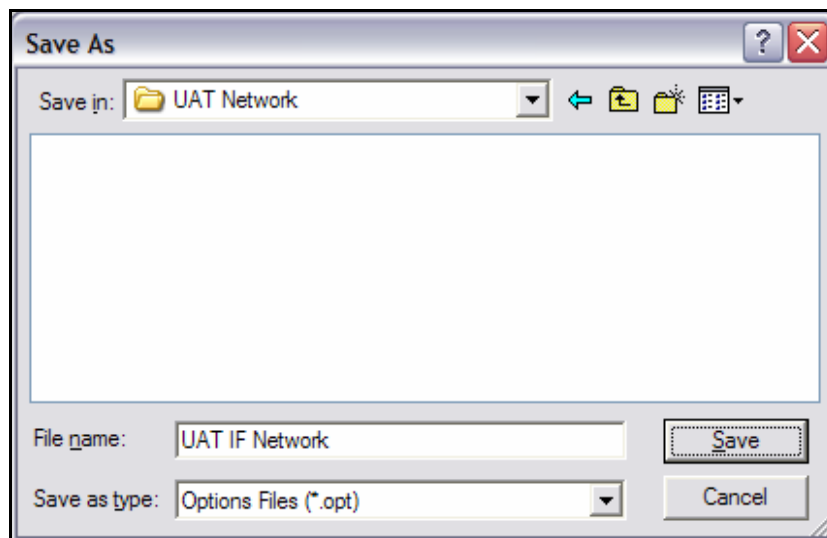 Save As
?
Save in: UAT Network
File name: UAT IF Network
Save
Save as type: Options Files (*.opt)
Cancel